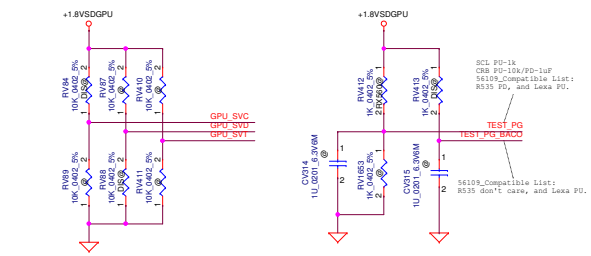 +1.8VSDGPU
RV84
10K_0402_5%
DIS@
RV87
10K_0402_5%
@
RV410
10K_0402_5%
@
GPU_SVC
GPU_SVD
GPU_SVT
RV89
10K_0402_5%
@
RV88
10K_0402_5%
DIS@
RV411
10K_0402_5%
@
+1.8VSDGPU
RV412
1K_0402_5%
RX560@
RV413
1K_0402_5%
DIS@
SCL PU-1k
CRB PU-10k/PD-1uF
56109_Compatible List:
R535 PD, and Lexa PU.
TEST_PG
TEST_PG_BACO
CV314
1U_0201_6.3V6M
@
RV1653
1K_0402_5%
@
CV315
1U_0201_6.3V6M
@
56109_Compatible List:
R535 don't care, and Lexa PU.